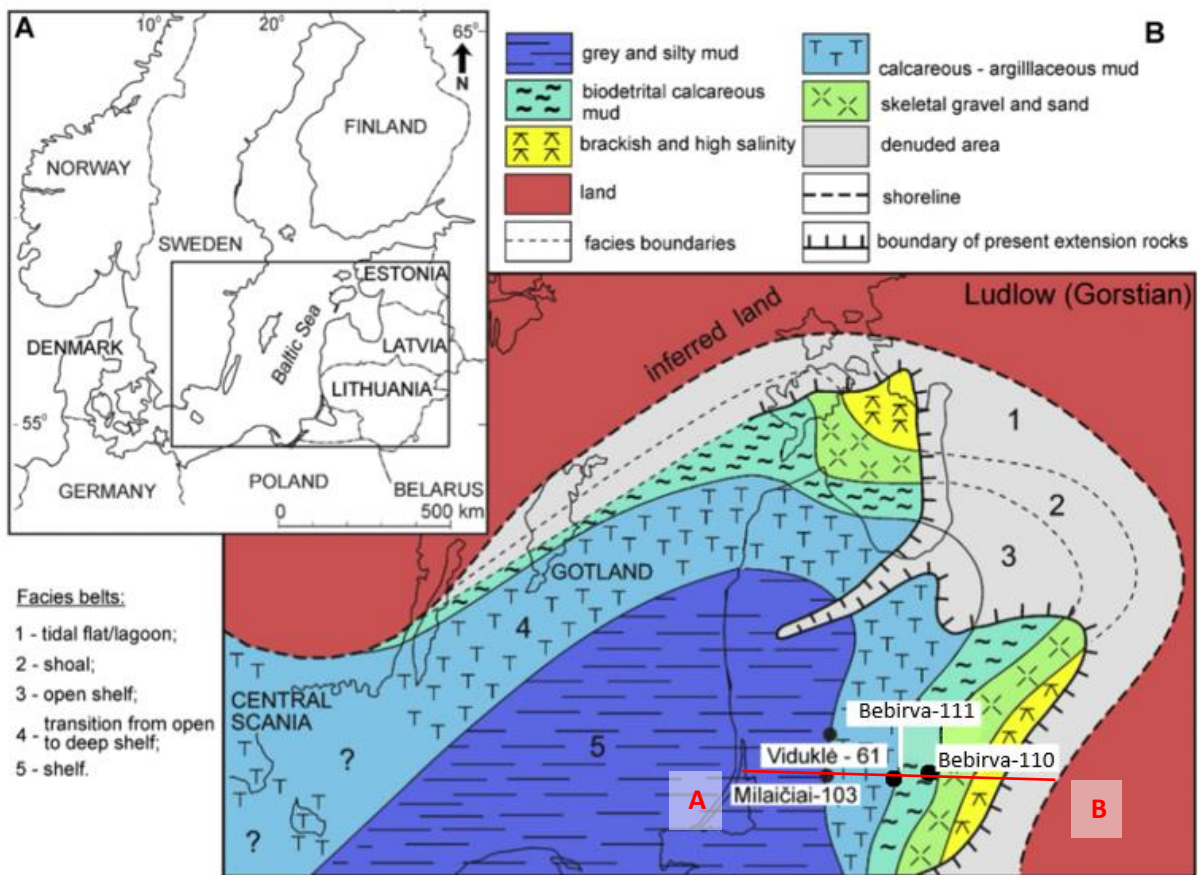 A
10°
20°
65°
N
FINLAND
NORWAY
SWEDEN
ESTONIA
Baltic Sea
LATVIA
DENMARK
LITHUANIA
55°
GERMANY
POLAND
BELARUS
0
500 km
B
grey and silty mud
biodetrital calcareous
mud
brackish and high salinity
land
facies boundaries
calcareous - argilllaceous mud
skeletal gravel and sand
denuded area
shoreline
boundary of present extension rocks
Ludlow (Gorstian)
inferred land
1
2
3
GOTLAND
4
CENTRAL
SCANIA
?
?
5
Bebirva-111
Viduklė - 61
Bebirva-110
Milaičiai-103
A
B
Facies belts:
1 - tidal flat/lagoon;
2 - shoal;
3 - open shelf;
4 - transition from open
to deep shelf;
5 - shelf.